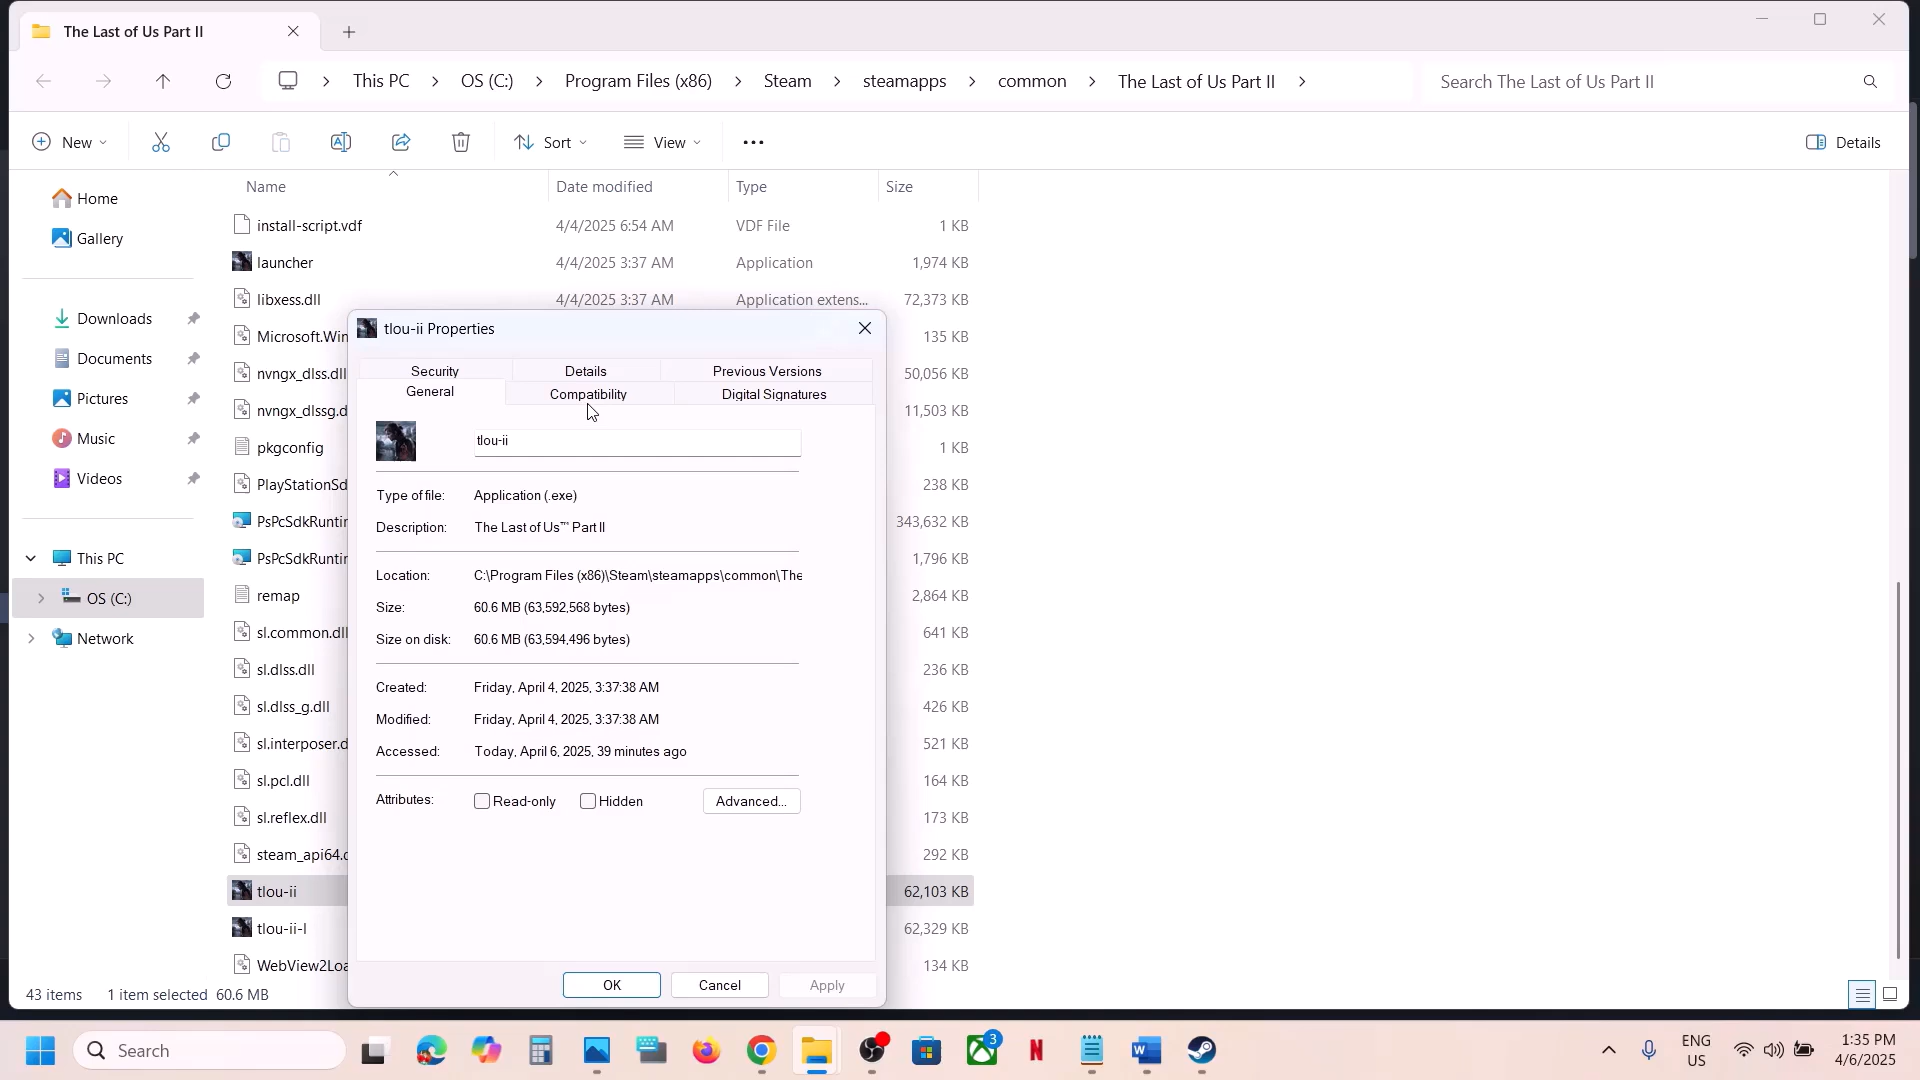 The Last of Us Part II
This PC
OS (C:)
Program Files (x86)
Steam
steamapps
common
The Last of Us Part II
Search The Last of Us Part II
New
Sort
View
Details
Name
Date modified
Type
Size
Home
Gallery
Downloads
Documents
Pictures
Music
Videos
This PC
OS (C:)
Network
install-script.vdf 4/4/2025 6:54 AM VDF File 1 KB
launcher 4/4/2025 3:37 AM Application 1,974 KB
libxess.dll 4/4/2025 3:37 AM Application extens... 72,373 KB
Microsoft.Win 135 KB
nvngx_dlss.dll 50,056 KB
nvngx_dlssg.d 11,503 KB
pkgconfig 1 KB
PlayStationSd 238 KB
PsPcSdkRuntin 343,632 KB
PsPcSdkRuntin 1,796 KB
remap 2,864 KB
sl.common.dll 641 KB
sl.dlss.dll 236 KB
sl.dlss_g.dll 426 KB
sl.interposer.d 521 KB
sl.pcl.dll 164 KB
sl.reflex.dll 173 KB
steam_api64.d 292 KB
tlou-ii 62,103 KB
tlou-ii-l 62,329 KB
WebView2Loa 134 KB
tlou-ii Properties
Security
Details
Previous Versions
General
Compatibility
Digital Signatures
tlou-ii
Type of file: Application (.exe)
Description: The Last of Us™ Part II
Location: C:\Program Files (x86)\Steam\steamapps\common\The
Size: 60.6 MB (63,592,568 bytes)
Size on disk: 60.6 MB (63,594,496 bytes)
Created: Friday, April 4, 2025, 3:37:38 AM
Modified: Friday, April 4, 2025, 3:37:38 AM
Accessed: Today, April 6, 2025, 39 minutes ago
Attributes: Read-only Hidden Advanced...
OK
Cancel
Apply
43 items 1 item selected 60.6 MB
Search
3
N
W
ENG
US
1:35 PM
4/6/2025